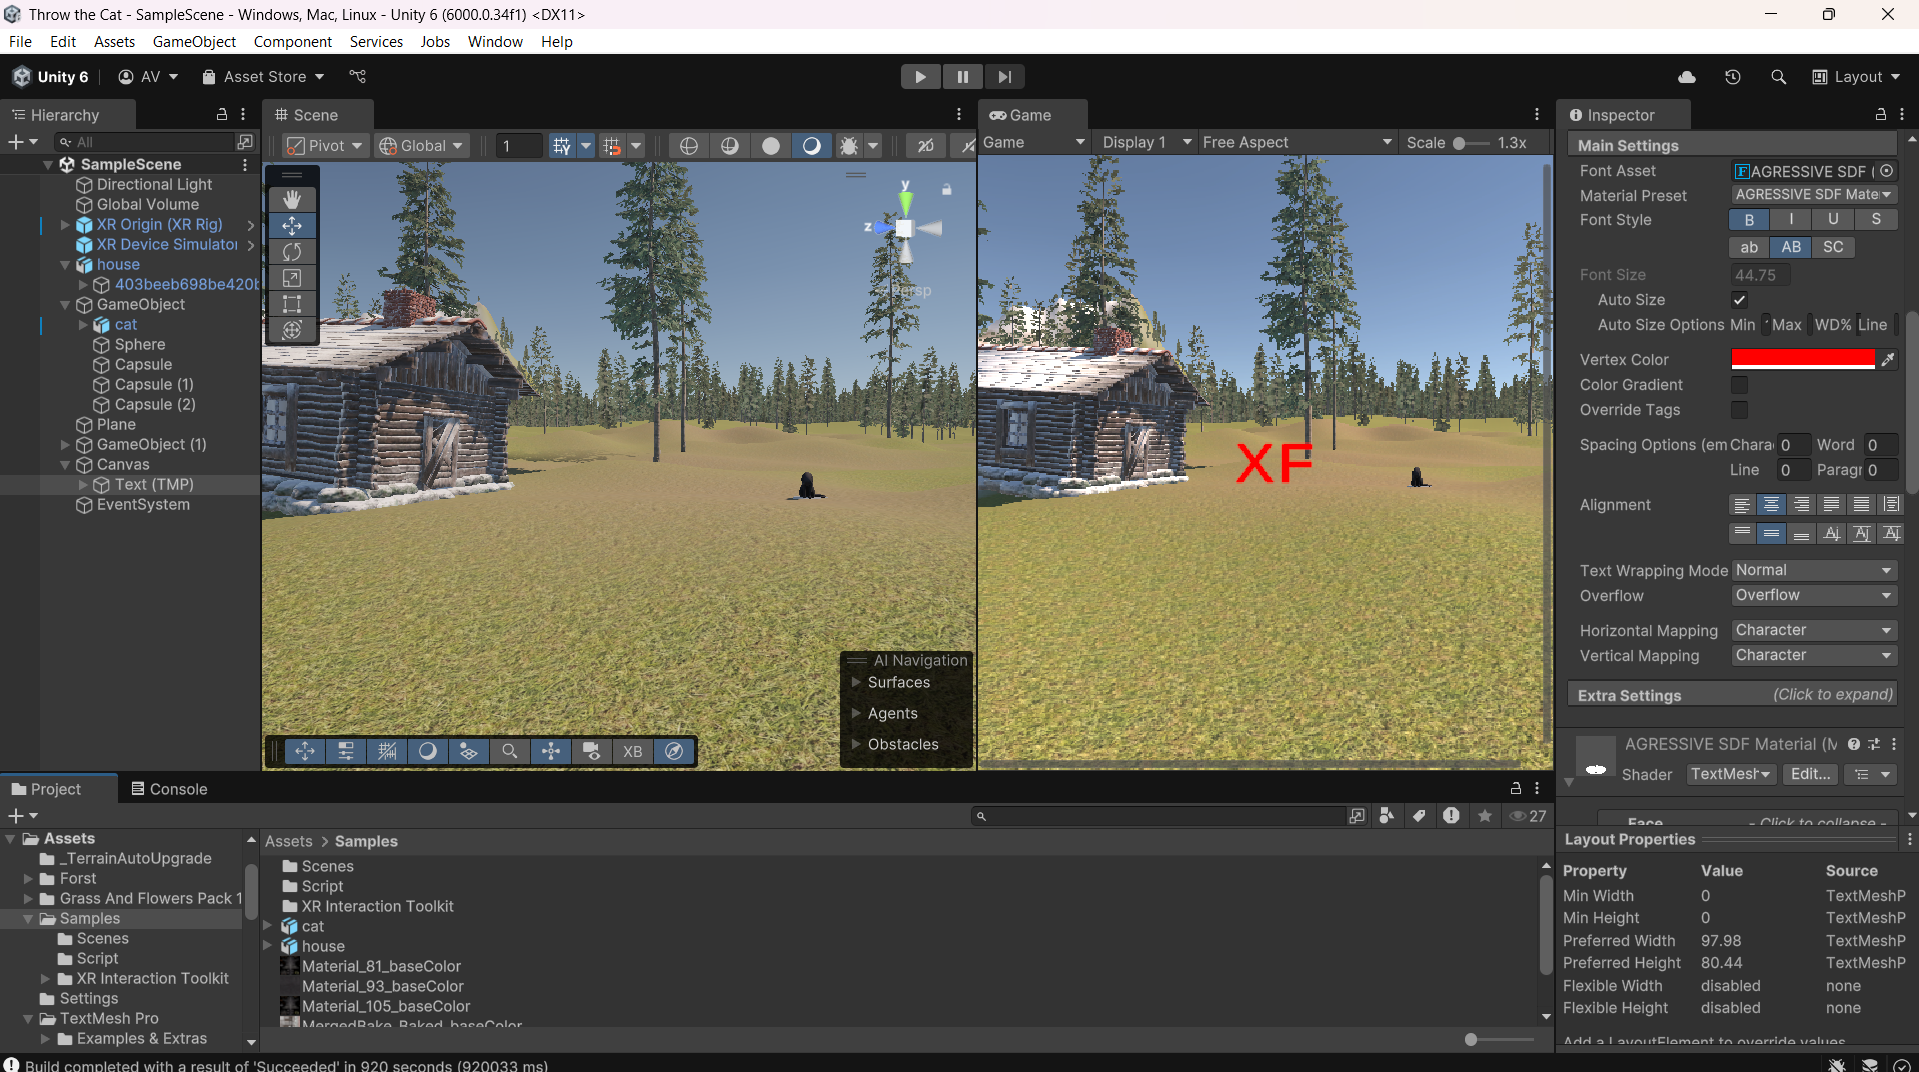 Throw the Cat - SampleScene - Windows, Mac, Linux - Unity 6 (6000.0.34f1) <DX11>
File Edit Assets GameObject Component Services Jobs Window Help
Unity 6 AV Asset Store Layout
Hierarchy
All
SampleScene
Directional Light
Global Volume
XR Origin (XR Rig)
XR Device Simulator
house
403beeb698be420b
GameObject
cat
Sphere
Capsule
Capsule (1)
Capsule (2)
Plane
GameObject (1)
Canvas
Text (TMP)
EventSystem
Scene
Pivot Global 1 2D
y
z
Persp
AI Navigation
Surfaces
Agents
Obstacles
XB
Game
Game Display 1 Free Aspect Scale 1.3x
XF
Inspector
Main Settings
Font Asset AGRESSIVE SDF (
Material Preset AGRESSIVE SDF Mate
Font Style B I U S
ab AB SC
Font Size 44.75
Auto Size
Auto Size Options Min Max WD% Line
Vertex Color
Color Gradient
Override Tags
Spacing Options (em Chara 0 Word 0
Line 0 Paragr 0
Alignment
Text Wrapping Mode Normal
Overflow Overflow
Horizontal Mapping Character
Vertical Mapping Character
Extra Settings (Click to expand)
AGRESSIVE SDF Material (M
Shader TextMesh Edit...
Face - Click to collapse -
Layout Properties
Property Value Source
Min Width 0 TextMeshP
Min Height 0 TextMeshP
Preferred Width 97.98 TextMeshP
Preferred Height 80.44 TextMeshP
Flexible Width disabled none
Flexible Height disabled none
Add a LayoutElement to override values
Project Console
27
Assets
_TerrainAutoUpgrade
Forst
Grass And Flowers Pack 1
Samples
Scenes
Script
XR Interaction Toolkit
Settings
TextMesh Pro
Examples & Extras
Assets > Samples
Scenes
Script
XR Interaction Toolkit
cat
house
Material_81_baseColor
Material_93_baseColor
Material_105_baseColor
MergedBake_Baked_baseColor
Build completed with a result of 'Succeeded' in 920 seconds (920033 ms)